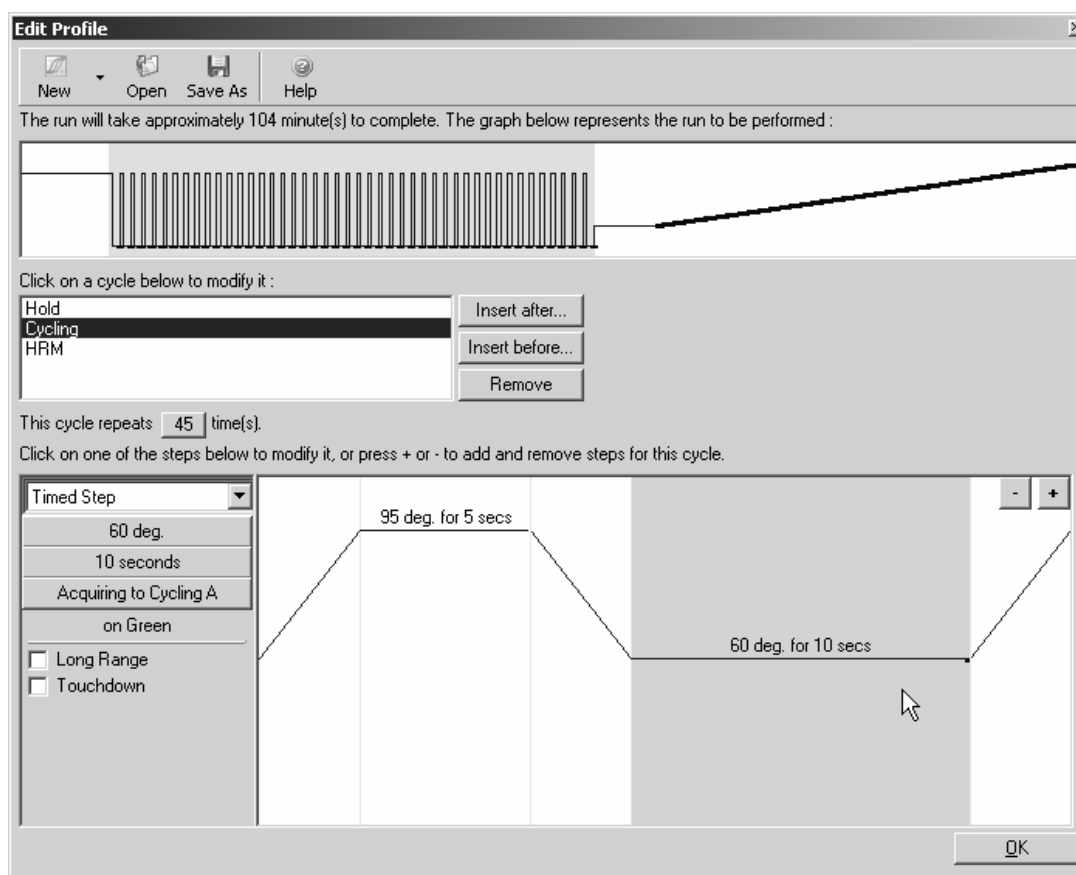 Edit Profile
New Open Save As Help
The run will take approximately 104 minute(s) to complete. The graph below represents the run to be performed :
Click on a cycle below to modify it :
Hold
Cycling
HRM
Insert after...
Insert before...
Remove
This cycle repeats 45 time(s).
Click on one of the steps below to modify it, or press + or - to add and remove steps for this cycle.
Timed Step
60 deg.
10 seconds
Acquiring to Cycling A
on Green
Long Range
Touchdown
95 deg. for 5 secs
60 deg. for 10 secs
- +
OK